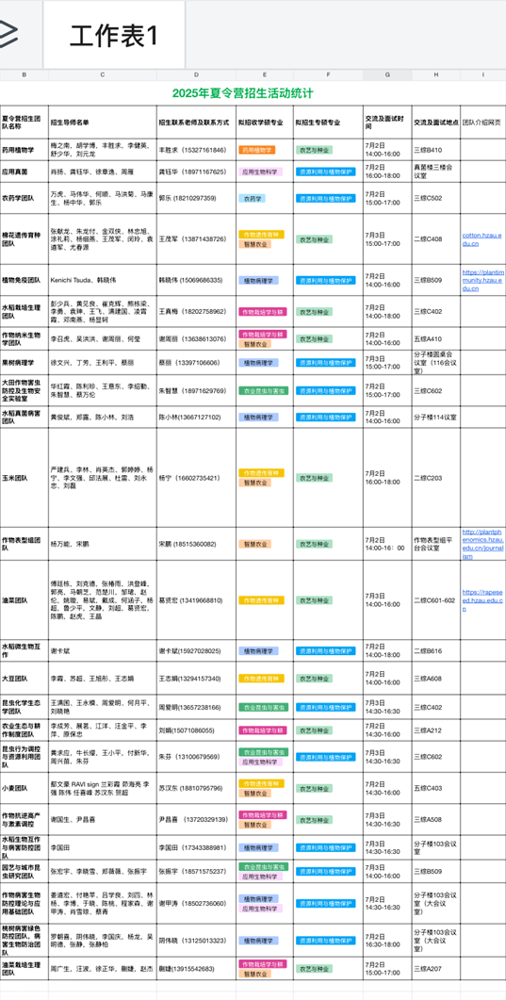 工作表1
B C D E F G H I
2025年夏令营招生活动统计
夏令营招生团队名称 招生导师名单 招生联系老师及联系方式 拟招收学硕专业 拟招生专硕专业 交流及面试时间 交流及面试地点 团队介绍网页
药用植物学 梅之南、胡学博、丰胜求、李健英、舒少华、刘元龙 丰胜求（15327161846） 药用植物学 农艺与种业 7月2日 14:00-16:00 三综B410
应用真菌 肖扬、龚钰华、徐章逸、周雁 龚钰华（18971167625） 应用生物科学 资源利用与植物保护 7月2日 16:00-18:00 真菌楼三楼会议室
农药学团队 万虎、马伟华、何顺、马洪菊、马康生、杨中华、郭乐 郭乐 (18210297359) 农药学 资源利用与植物保护 7月2日 15:00-17:00 三综C502
棉花遗传育种团队 张献龙、朱龙付、金双侠、林忠旭、涂礼莉、杨细燕、王茂军、闵玲、袁道军、尤春源 王茂军（13871438726） 作物遗传育种 智慧农业 农艺与种业 7月3日 15:00-17:00 二综C408 cotton.hzau.edu.cn
植物免疫团队 Kenichi Tsuda、韩晓伟 韩晓伟 (15069686335) 植物病理学 资源利用与植物保护 7月2日 14:00-16:00 三综B509 https://plantimmunity.hzau.edu.cn
水稻栽培生理团队 彭少兵、黄见良、崔克辉、熊栋梁、李勇、袁珅、王飞、满建国、凌霄霞、邓南燕、杨昱轲 王真梅（18202758962） 作物栽培学与耕 农艺与种业 7月2日 14:00-18:00 三综C402
作物纳米生物学团队 李召虎、吴洪洪、谢周丽、何莹 谢周丽（13638613076） 作物栽培学与耕 智慧农业 农艺与种业 7月2日 14:00-16:00 五综A410
果树病理学 徐文兴、丁芳、王利平、蔡丽 蔡丽（13397106606） 植物病理学 资源利用与植物保护 7月3日 15:00-17:00 分子楼圆桌会议室（116会议室）
大田作物害虫防控及生物安全实验室 华红霞、陈利珍、王意东、李绍勤、朱智慧、蔡万伦 朱智慧（18971629769） 农业昆虫与害虫 资源利用与植物保护 7月2日 15:00-17:00 三综C602
水稻真菌病害团队 黄俊斌、郑露、陈小林、刘浩 陈小林(13667127102) 植物病理学 资源利用与植物保护 7月2日 14:00-16:00 分子楼114议室
玉米团队 严建兵、李林、肖英杰、郭婷婷、杨宁、李文强、邱法展、杜雷、刘永忠、刘磊 杨宁（16602735421） 作物遗传育种 智慧农业 农艺与种业 7月2日 16:00-18:00 二综C203
作物表型组团队 杨万能、宋鹏 宋鹏 (18515360082) 智慧农业 农艺与种业 7月2日 14:00-16：00 作物表型组平台会议室 http://plantphenomics.hzau.edu.cn/journalism
油菜团队 傅廷栋、刘克德、张椿雨、洪登峰、郭亮、马朝芝、范楚川、邹珺、赵伦、姚璇、易斌、戴成、何涵子、杨超、鲁少平、文静、刘超、易贤宏、陈鹏、赵虎、王晶 易贤宏 (13419668810) 作物遗传育种 农艺与种业 7月3日 14:00-16:00 二综C601-602 https://rapeseed.hzau.edu.cn
水稻微生物互作 谢卡斌 谢卡斌(15927028025) 植物病理学 资源利用与植物保护 7月2日 14:00-18:00 二综B616
大豆团队 李霞、苏超、王旭彤、王志娟 王志娟(13294157340) 作物遗传育种 农艺与种业 7月2日 14:00-16:00 三综A608
昆虫化学生态学团队 王满囷、王永模、周爱明、何月平、刘晓艳 周爱明(13657238166) 农业昆虫与害虫 资源利用与植物保护 7月3日 14:30-16:30 三综C402
农业生态与耕作制度团队 李成芳、展茗、江洋、汪金平、李萍、原保忠 刘娟(15071086055) 作物栽培学与耕 农艺与种业 7月2日 14:30-16:00 三综A212
昆虫行为调控与资源利用团队 黄求应、牛长缨、王小平、付新华、周兴苗、朱芬 朱芬（13100679569） 农业昆虫与害虫 应用生物科学 资源利用与植物保护 7月3日 14:30-16:30 三综C602
小麦团队 鄢文豪 RAVI sign 兰彩霞 茆海亮 李强 陈伟 任喜峰 苏汉东 贺超 苏汉东 (18810795796) 作物遗传育种 智慧农业 农艺与种业 7月2日 14:00-16:00 五综C403
作物抗逆高产与激素调控 谢国生、尹昌喜 尹昌喜 （13720329139） 作物栽培学与耕 智慧农业 农艺与种业 7月3日 14:30-16:30 三综A508
水稻生物互作与病害防控团队 李国田 李国田（17343388981） 植物病理学 资源利用与植物保护 7月3日 14:30-16:30 分子楼103会议室
园艺与城市昆虫研究团队 张宏宇、李晓雪、郑薇薇、张振宇 张振宇（18571575237） 农业昆虫与害虫 应用生物科学 资源利用与植物保护 7月3日 14:00-16:00 三综B509
作物病害生物防控理论与应用基础团队 姜道宏、付艳苹、吕学良、刘四、林杨、李博、于晓、陈桃、程家森、谢甲涛、肖雪琼、蔡青 谢甲涛（18502736060） 植物病理学 应用生物科学 资源利用与植物保护 7月2日 14:30-16:30 分子楼103会议室（大会议室）
桃树病害绿色防控团队，病害生物防治团队 罗朝喜、阴伟晓、李国庆、杨龙、吴明德、张静、张静柏 阴伟晓（13125013323） 植物病理学 资源利用与植物保护 7月2日 16:30-18:00 分子楼103会议室（大会议室）
油菜栽培生理团队 周广生、汪波、徐正华、蒯婕、赵杰 蒯婕(13915542683) 作物栽培学与耕 智慧农业 农艺与种业 7月2日 15:00-17:00 三综A207